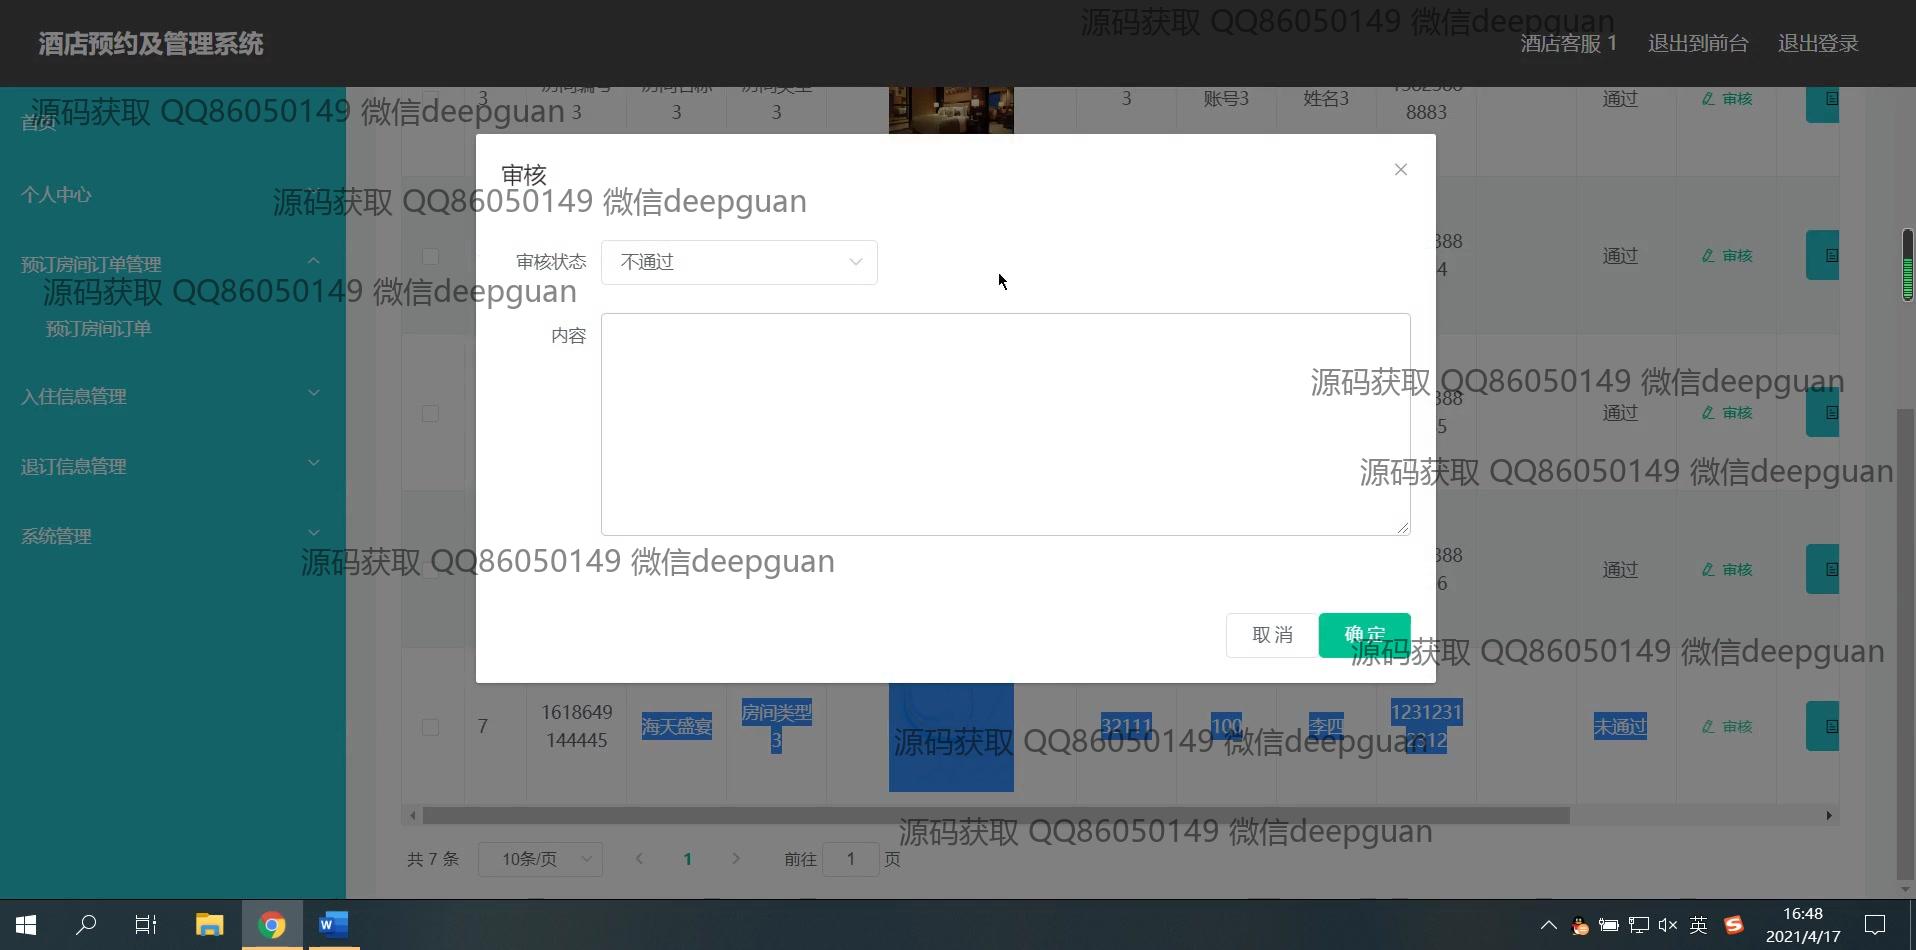 源码获取 QQ86050149 微信deepguan
酒店预约及管理系统
酒店客服 1
退出到前台
退出登录
源码获取 QQ86050149 微信deepguan
首页
3
3
3
3
3
账号3
姓名3
8883
通过
审核
审核
源码获取 QQ86050149 微信deepguan
个人中心
预订房间订单管理
审核状态
不通过
388
4
通过
审核
源码获取 QQ86050149 微信deepguan
预订房间订单
内容
入住信息管理
源码获取 QQ86050149 微信deepguan
388
5
通过
审核
退订信息管理
源码获取 QQ86050149 微信deepguan
系统管理
源码获取 QQ86050149 微信deepguan
388
6
通过
审核
取消
确定
源码获取 QQ86050149 微信deepguan
7
1618649
144445
海天盛宴
房间类型
3
32111
100
李四
1231231
2312
未通过
审核
源码获取 QQ86050149 微信deepguan
源码获取 QQ86050149 微信deepguan
共 7 条
10条/页
1
前往
1
页
英
16:48
2021/4/17